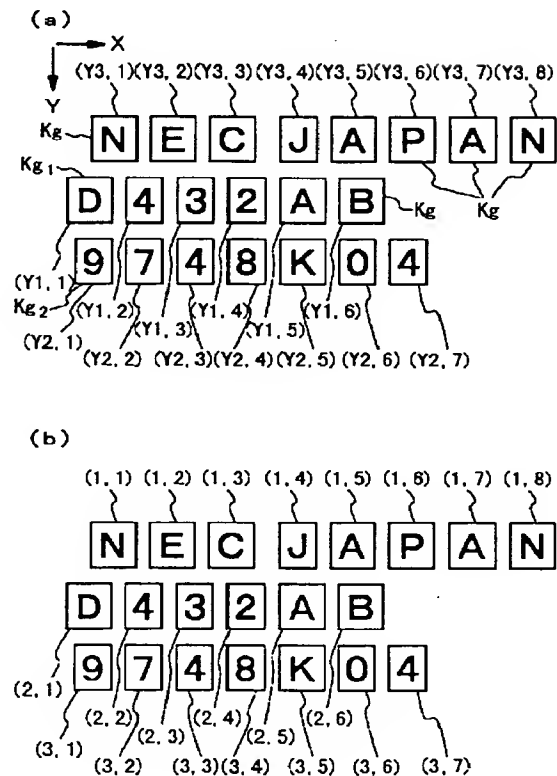 (a)
X
(Y3, 1)(Y3, 2)(Y3, 3)(Y3, 4)(Y3, 5)(Y3, 6)(Y3, 7)(Y3, 8)
Y
Kg N E C J A P A N
Kg1 Kg
D 4 3 2 A B Kg
9 7 4 8 K 0 4
(Y1, 1) (Y1, 2) (Y1, 3) (Y1, 4) (Y1, 5) (Y1, 6)
Kg2
(Y2, 1) (Y2, 2) (Y2, 3)(Y2, 4) (Y2, 5) (Y2, 6) (Y2, 7)
(b)
(1, 1) (1, 2) (1, 3) (1, 4) (1, 5) (1, 6) (1, 7) (1, 8)
N E C J A P A N
D 4 3 2 A B
9 7 4 8 K 0 4
(2, 1) (2, 2) (2, 3) (2, 4) (2, 5) (2, 6)
(3, 1) (3, 2) (3, 3)(3, 4) (3, 5) (3, 6) (3, 7)